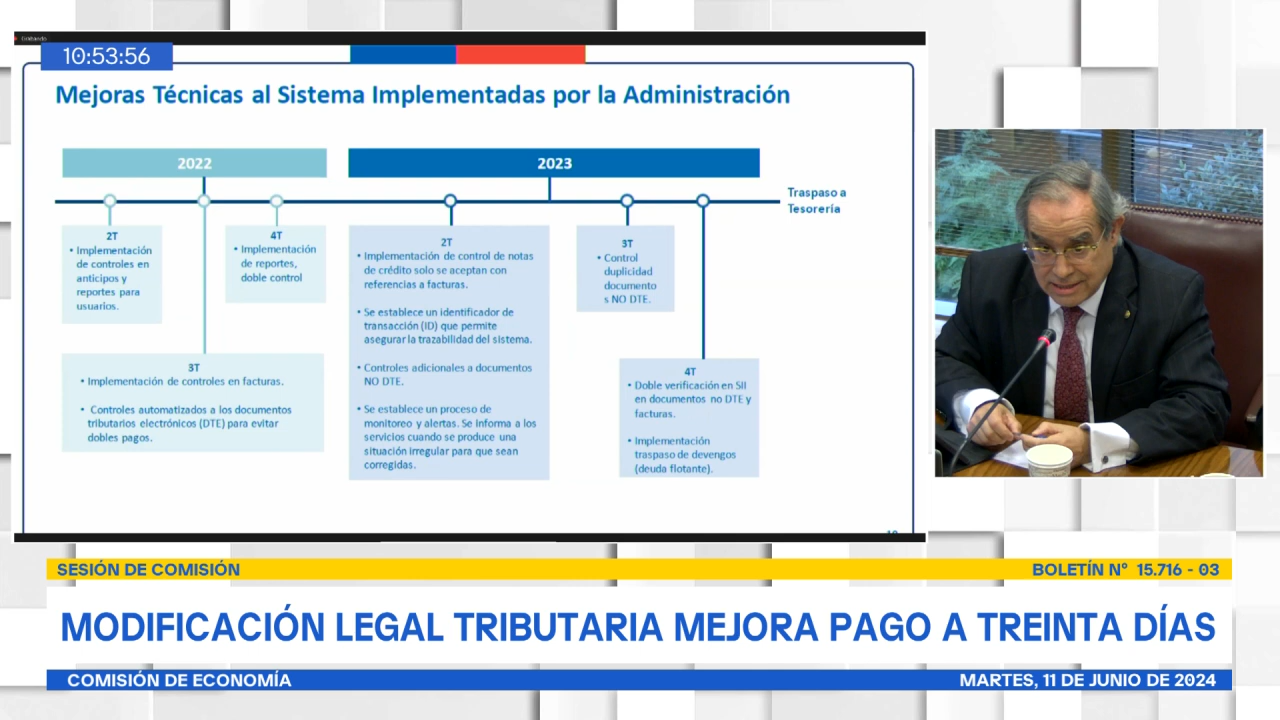 Grabando
10:53:56
Mejoras Técnicas al Sistema Implementadas por la Administración
2022
2023
Traspaso a
Tesorería
2T
• Implementación
de controles en
anticipos y
reportes para
usuarios.
4T
• Implementación
de reportes,
doble control
3T
• Implementación de controles en facturas.
• Controles automatizados a los documentos
tributarios electrónicos (DTE) para evitar
dobles pagos.
2T
• Implementación de control de notas
de crédito solo se aceptan con
referencias a facturas.
• Se establece un identificador de
transacción (ID) que permite
asegurar la trazabilidad del sistema.
• Controles adicionales a documentos
NO DTE.
• Se establece un proceso de
monitoreo y alertas. Se informa a los
servicios cuando se produce una
situación irregular para que sean
corregidas.
3T
• Control
duplicidad
documento
s NO DTE.
4T
• Doble verificación en SII
en documentos no DTE y
facturas.
• Implementación
traspaso de devengos
(deuda flotante).
SESIÓN DE COMISIÓN
BOLETÍN N° 15.716 - 03
MODIFICACIÓN LEGAL TRIBUTARIA MEJORA PAGO A TREINTA DÍAS
COMISIÓN DE ECONOMÍA
MARTES, 11 DE JUNIO DE 2024